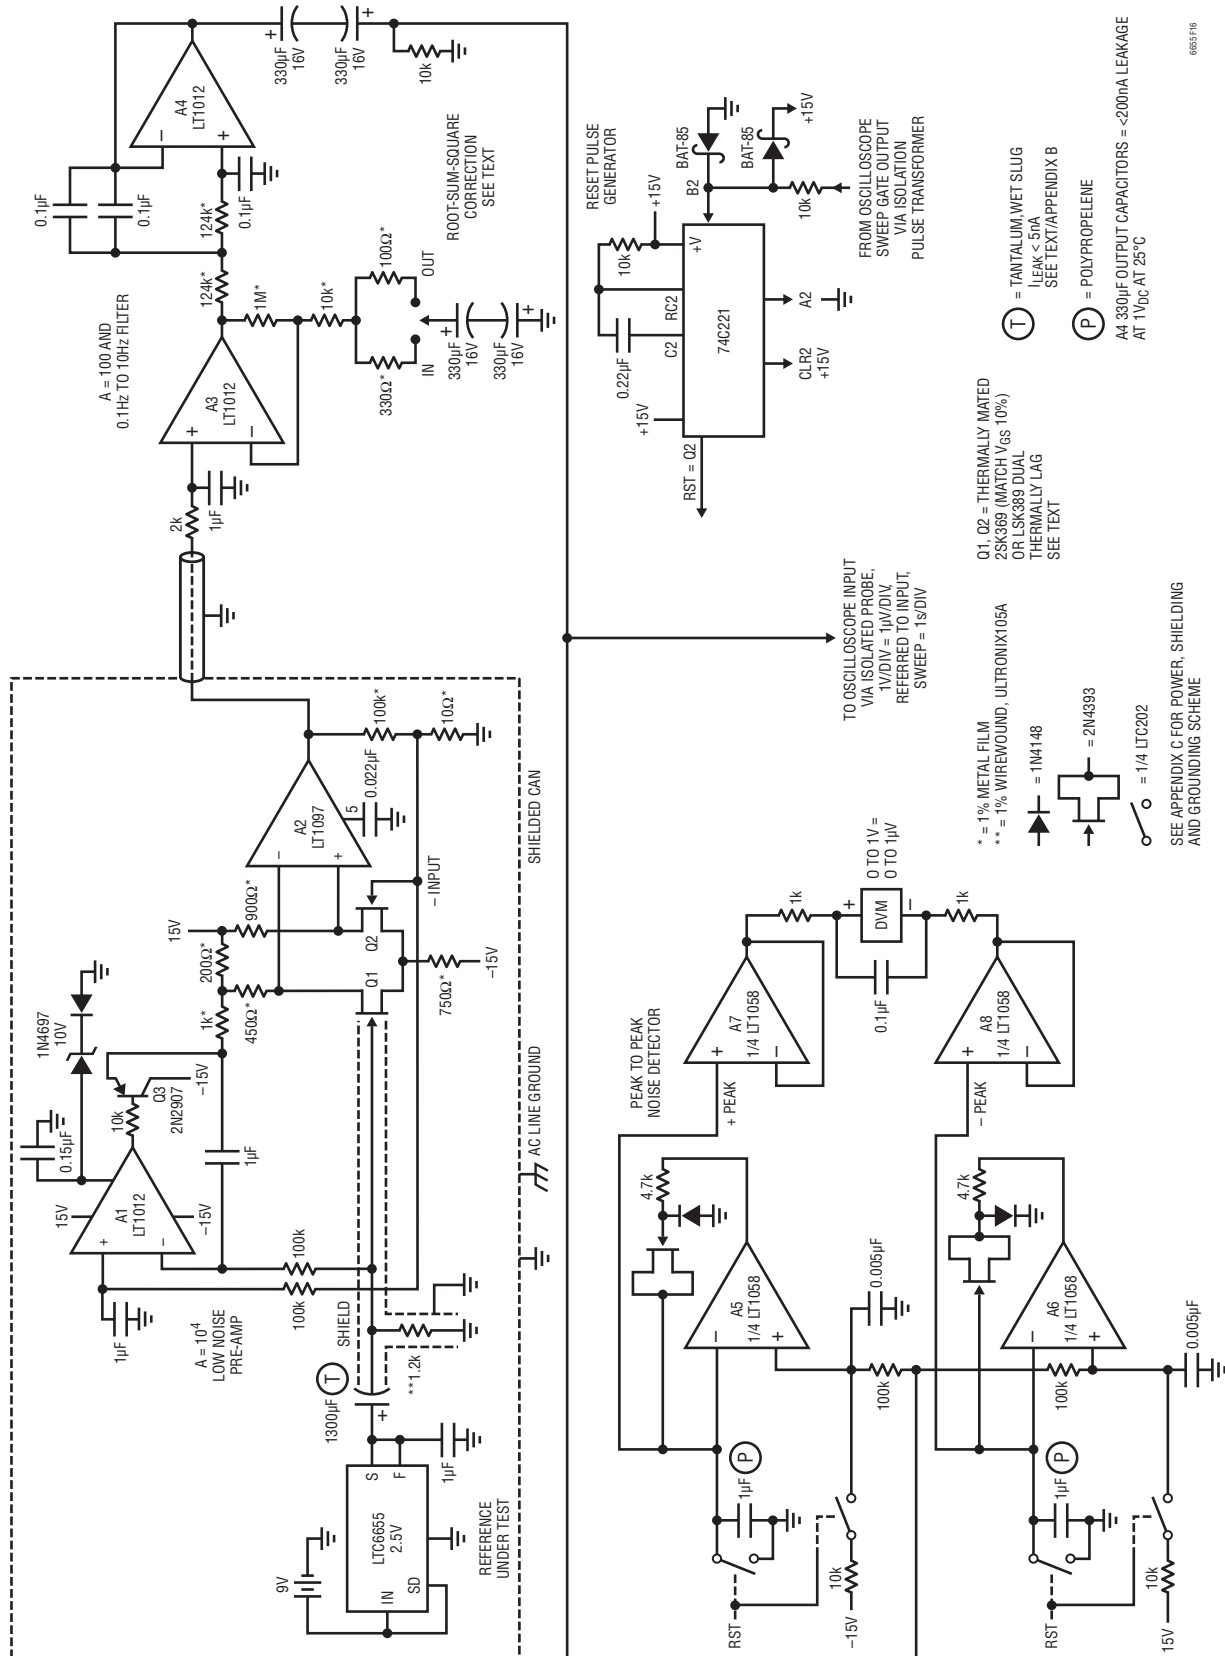 0.1µF
0.1µF
124k*
124k*
0.1µF
−
+
A4
LT1012
+
330µF
16V
+
330µF
16V
10k
A = 100 AND
0.1Hz TO 10Hz FILTER
+
−
A3
LT1012
2k
1µF
1M*
10k*
330Ω*
100Ω*
IN
OUT
+
330µF
16V
330µF
16V
+
ROOT-SUM-SQUARE
CORRECTION
SEE TEXT
SHIELDED CAN
0.15µF
1N4697
10V
15V
+
−
A1
LT1012
−15V
10k
Q3
2N2907
−15V
1µF
1k*
200Ω*
15V
450Ω*
900Ω*
−
+
A2
LT1097
5
0.022µF
100k*
10Ω*
Q1
Q2
− INPUT
750Ω*
−15V
1µF
A = 10⁴
LOW NOISE
PRE-AMP
100k
100k
SHIELD
1300µF
T
+
**1.2k
AC LINE GROUND
9V
IN
SD
LTC6655
2.5V
S
F
1µF
REFERENCE
UNDER TEST
RESET PULSE
GENERATOR
+15V
0.22µF
10k
+15V
C2
RC2
+V
74C221
RST = Q2
CLR2
+15V
A2
B2
BAT-85
BAT-85
+15V
10k
FROM OSCILLOSCOPE
SWEEP GATE OUTPUT
VIA ISOLATION
PULSE TRANSFORMER
TO OSCILLOSCOPE INPUT
VIA ISOLATED PROBE,
1V/DIV = 1µV/DIV,
REFERRED TO INPUT,
SWEEP = 1s/DIV
PEAK TO PEAK
NOISE DETECTOR
+ PEAK
4.7k
−
+
A5
1/4 LT1058
+
−
A7
1/4 LT1058
1k
+
DVM
−
O TO 1V =
O TO 1µV
0.1µF
1k
RST
1µF
P
10k
−15V
100k
0.005µF
− PEAK
4.7k
−
+
A6
1/4 LT1058
+
−
A8
1/4 LT1058
RST
1µF
P
10k
15V
100k
0.005µF
* = 1% METAL FILM
** = 1% WIREWOUND, ULTRONIX105A
= 1N4148
= 2N4393
= 1/4 LTC202
SEE APPENDIX C FOR POWER, SHIELDING
AND GROUNDING SCHEME
Q1, Q2 = THERMALLY MATED
2SK369 (MATCH VGS 10%)
OR LSK389 DUAL
THERMALLY LAG
SEE TEXT
T = TANTALUM,WET SLUG
ILEAK < 5nA
SEE TEXT/APPENDIX B
P = POLYPROPELENE
A4 330µF OUTPUT CAPACITORS = <200nA LEAKAGE
AT 1VDC AT 25°C
6655 F16